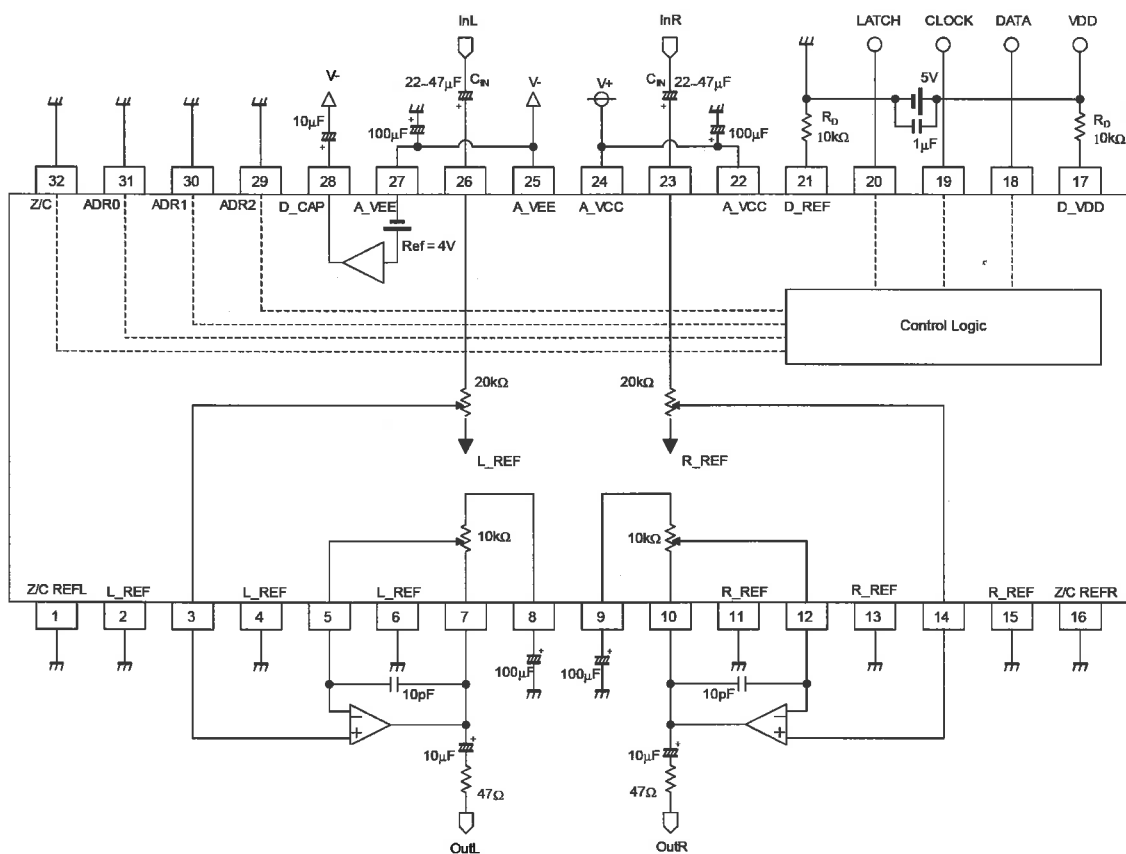 InL InR LATCH CLOCK DATA VDD
V- 22~47μF CIN V- V+ CIN 22~47μF 5V
10μF 100μF 100μF RD 10kΩ 1μF RD 10kΩ
32 31 30 29 28 27 26 25 24 23 22 21 20 19 18 17
Z/C ADR0 ADR1 ADR2 D_CAP A_VEE A_VEE A_VCC A_VCC D_REF D_VDD
Ref = 4V
Control Logic
20kΩ 20kΩ
L_REF R_REF
10kΩ 10kΩ
Z/C REFL L_REF L_REF L_REF R_REF R_REF R_REF Z/C REFR
1 2 3 4 5 6 7 8 9 10 11 12 13 14 15 16
100μF 100μF
10pF 10pF
10μF 10μF
47Ω 47Ω
OutL OutR